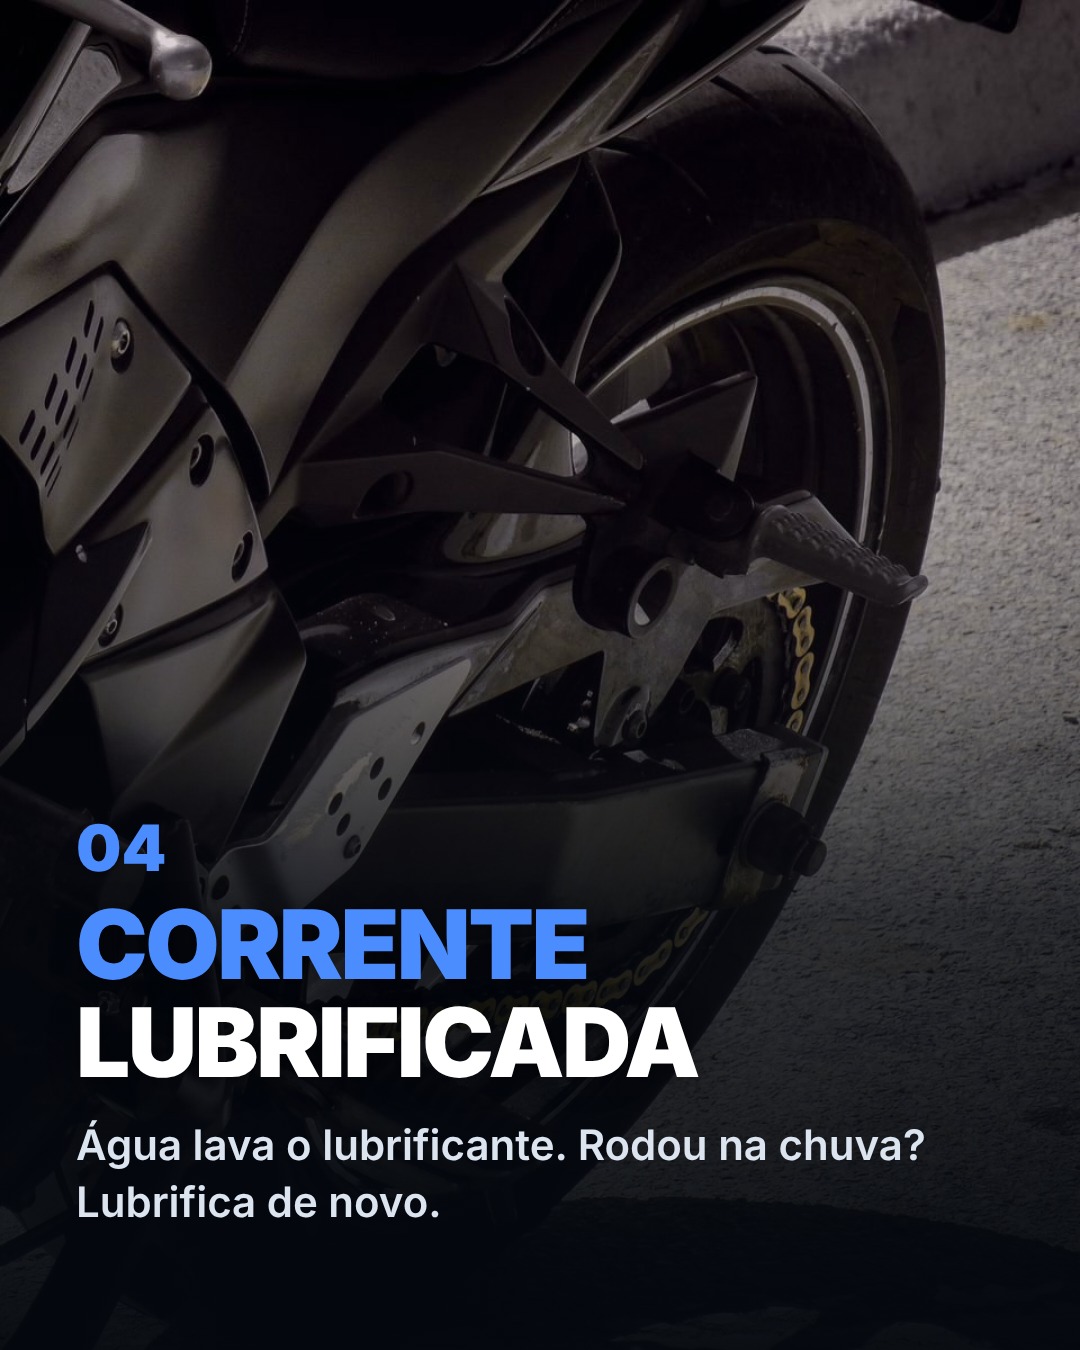 04
CORRENTE
LUBRIFICADA
Água lava o lubrificante. Rodou na chuva?
Lubrifica de novo.